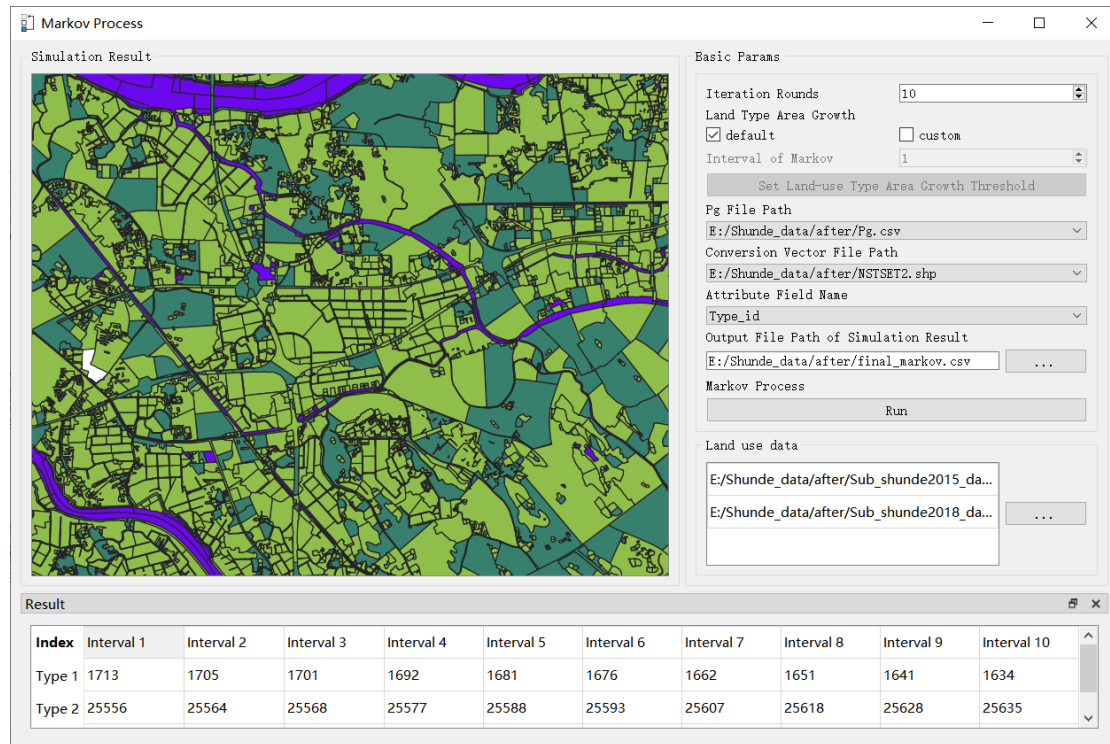 Markov Process
Simulation Result
Basic Params
Iteration Rounds 10
Land Type Area Growth
default custom
Interval of Markov 1
Set Land-use Type Area Growth Threshold
Pg File Path
E:/Shunde_data/after/Pg.csv
Conversion Vector File Path
E:/Shunde_data/after/NSTSET2.shp
Attribute Field Name
Type_id
Output File Path of Simulation Result
E:/Shunde_data/after/final_markov.csv ...
Markov Process
Run
Land use data
E:/Shunde_data/after/Sub_shunde2015_da...
E:/Shunde_data/after/Sub_shunde2018_da...
...
Result
Index Interval 1 Interval 2 Interval 3 Interval 4 Interval 5 Interval 6 Interval 7 Interval 8 Interval 9 Interval 10
Type 1 1713 1705 1701 1692 1681 1676 1662 1651 1641 1634
Type 2 25556 25564 25568 25577 25588 25593 25607 25618 25628 25635